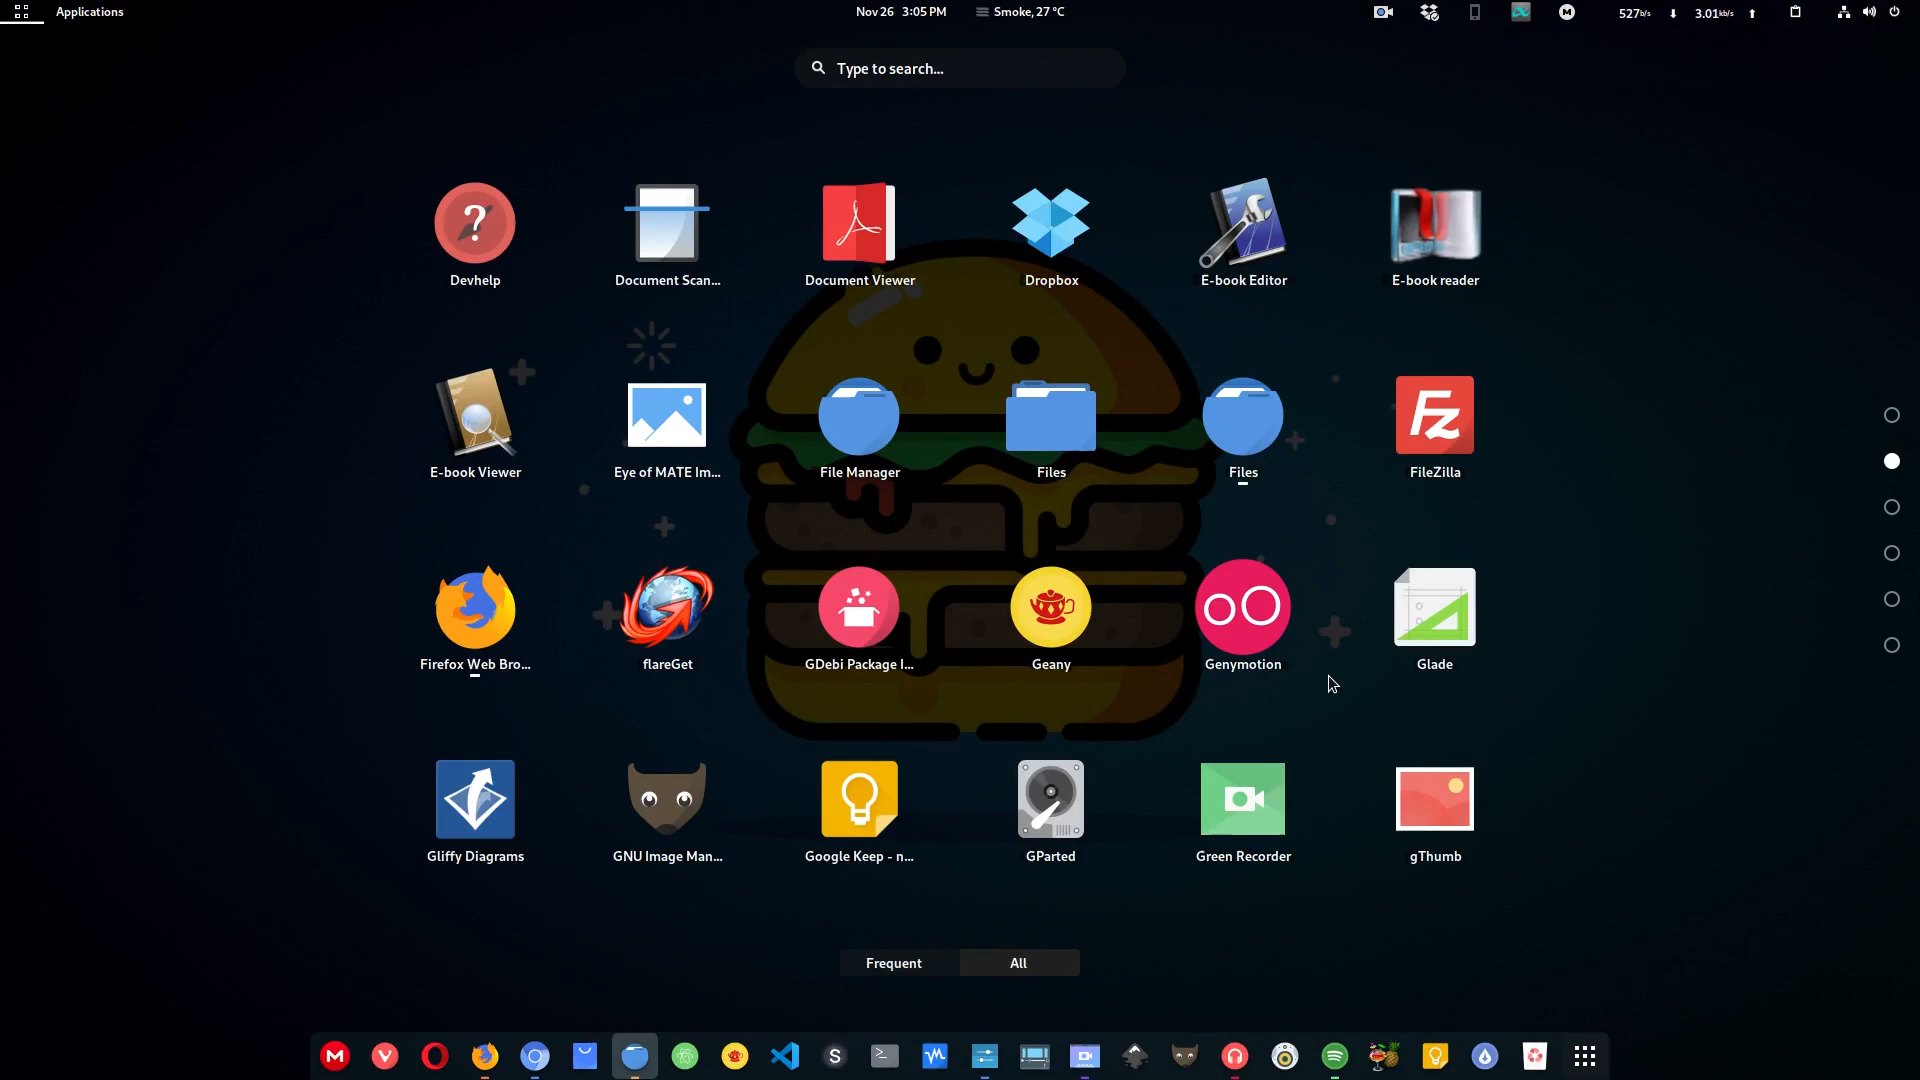 Applications
Nov 26 3:05 PM
Smoke, 27 °C
527 b/s
3.01 kb/s
Type to search...
Devhelp
Document Scan...
Document Viewer
Dropbox
E-book Editor
E-book reader
E-book Viewer
Eye of MATE Im...
File Manager
Files
Files
FileZilla
Firefox Web Bro...
flareGet
GDebi Package I...
Geany
Genymotion
Glade
Gliffy Diagrams
GNU Image Man...
Google Keep - n...
GParted
Green Recorder
gThumb
Frequent
All